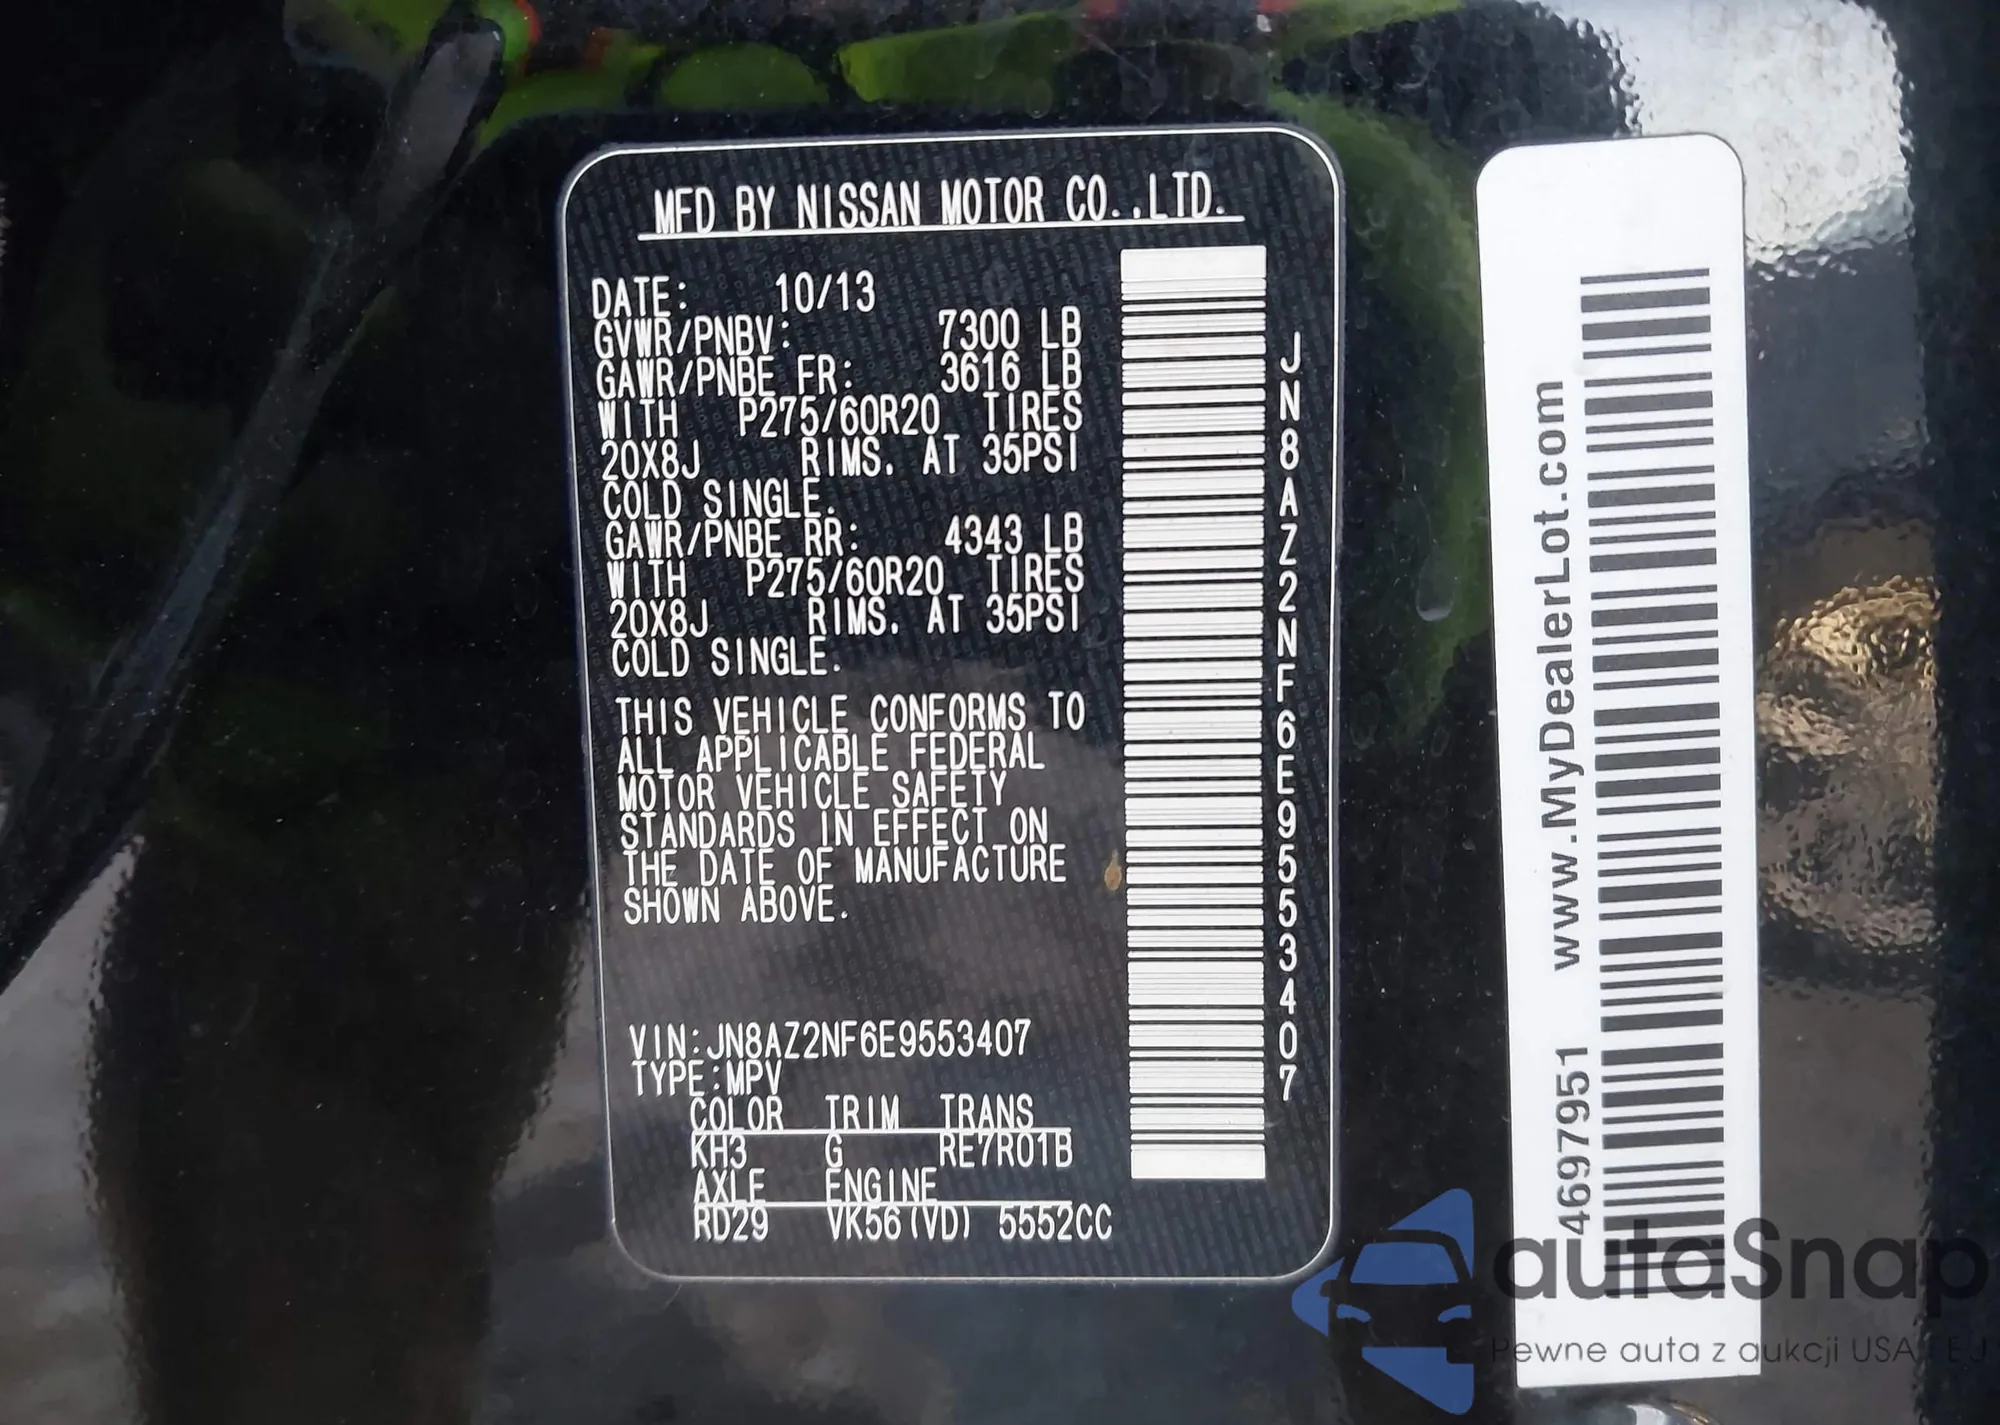 MFD BY NISSAN MOTOR CO.,LTD.
DATE: 10/13
GVWR/PNBV: 7300 LB
GAWR/PNBE FR: 3616 LB
WITH P275/60R20 TIRES
20X8J RIMS. AT 35PSI
COLD SINGLE.
GAWR/PNBE RR: 4343 LB
WITH P275/60R20 TIRES
20X8J RIMS. AT 35PSI
COLD SINGLE.
THIS VEHICLE CONFORMS TO
ALL APPLICABLE FEDERAL
MOTOR VEHICLE SAFETY
STANDARDS IN EFFECT ON
THE DATE OF MANUFACTURE
SHOWN ABOVE.
VIN:JN8AZ2NF6E9553407
TYPE:MPV
COLOR TRIM TRANS
KH3 G RE7R01B
AXLE ENGINE
RD29 VK56(VD) 5552CC
JN8AZ2NF6E9553407
4697951 www.MyDealerLot.com
autaSnap
Pewne auta z aukcji USA i EU